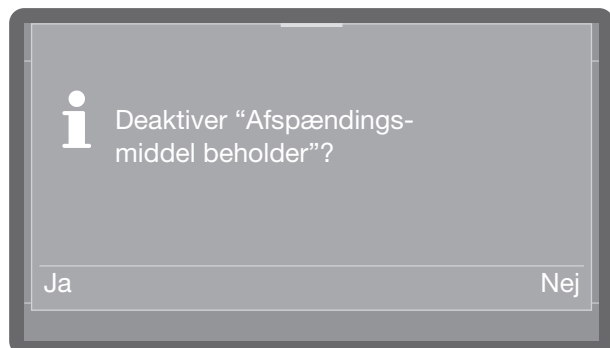 Deaktiver “Afspændings-
middel beholder”?
Ja Nej